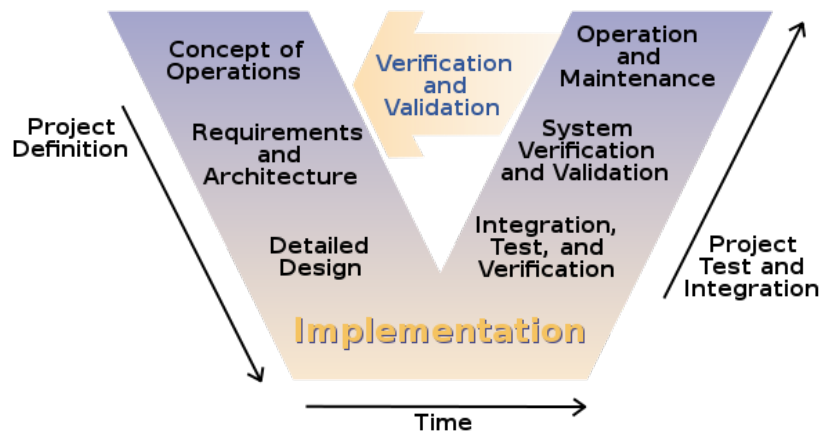 Concept of
Operations
Verification
and
Validation
Operation
and
Maintenance
Project
Definition
Requirements
and
Architecture
System
Verification
and Validation
Detailed
Design
Integration,
Test, and
Verification
Project
Test and
Integration
Implementation
Time